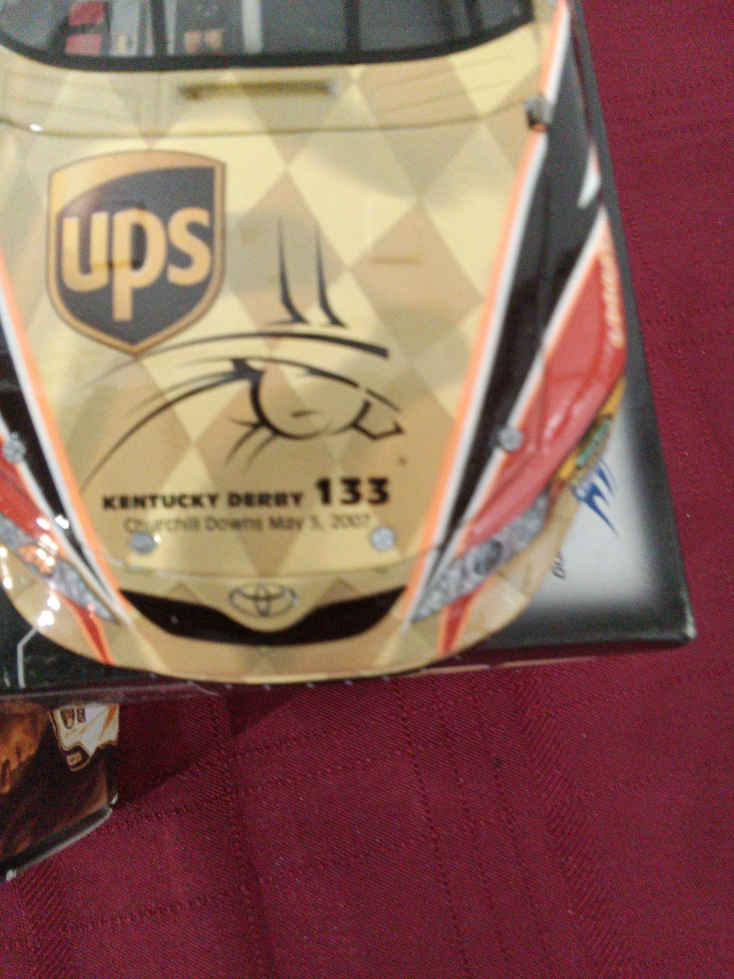 ups
KENTUCKY DERBY 133
Churchill Downs May 5, 2007